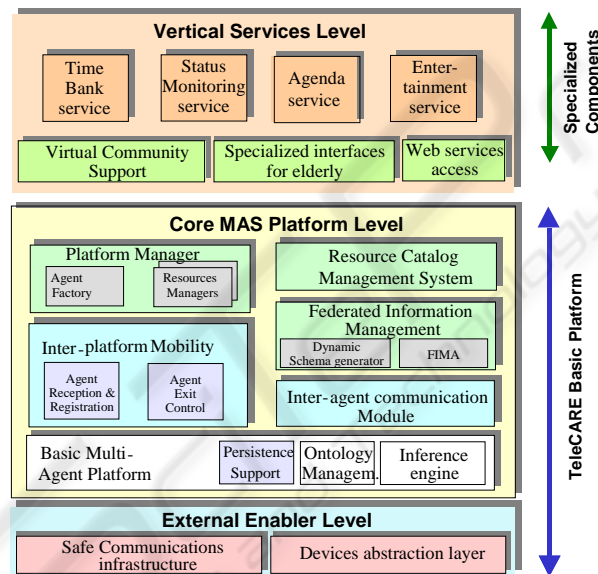 Vertical Services Level
Time
Bank
service
Status
Monitoring
service
Agenda
service
Enter-
tainment
service
Virtual Community
Support
Specialized interfaces
for elderly
Web services
access
Specialized
Components
Core MAS Platform Level
Platform Manager
Agent
Factory
Resources
Managers
Resource Catalog
Management System
Federated Information
Management
Dynamic
Schema generator
FIMA
Inter-platform Mobility
Agent
Reception &
Registration
Agent
Exit
Control
Inter-agent communication
Module
Basic Multi-
Agent Platform
Persistence
Support
Ontology
Managem.
Inference
engine
TeleCARE Basic Platform
External Enabler Level
Safe Communications
infrastructure
Devices abstraction layer